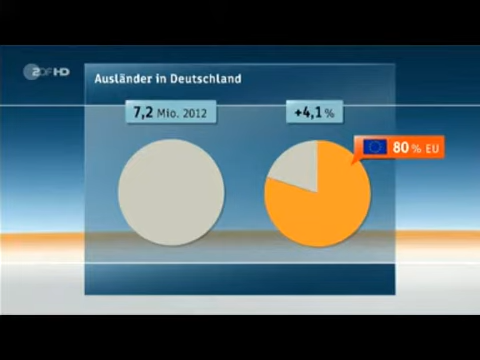 ZDF HD
Ausländer in Deutschland
7,2 Mio. 2012
+4,1 %
80 % EU